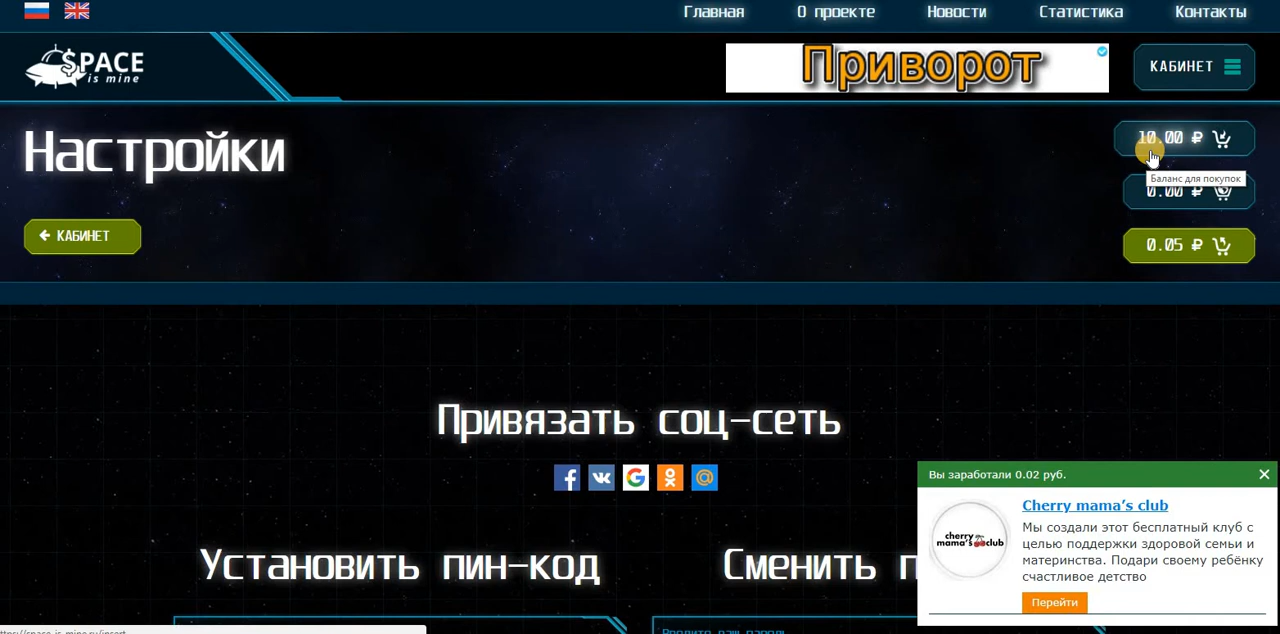 Главная О проекте Новости Статистика Контакты
$PACE
is mine
Приворот
КАБИНЕТ
Настройки
10.00 ₽
Баланс для покупок
0.00 ₽
КАБИНЕТ
0.05 ₽
Привязать соц-сеть
Вы заработали 0.02 руб.
Cherry mama's club
cherry
mama's club
Мы создали этот бесплатный клуб с
целью поддержки здоровой семьи и
материнства. Подари своему ребёнку
счастливое детство
Перейти
Установить пин-код
Сменить п